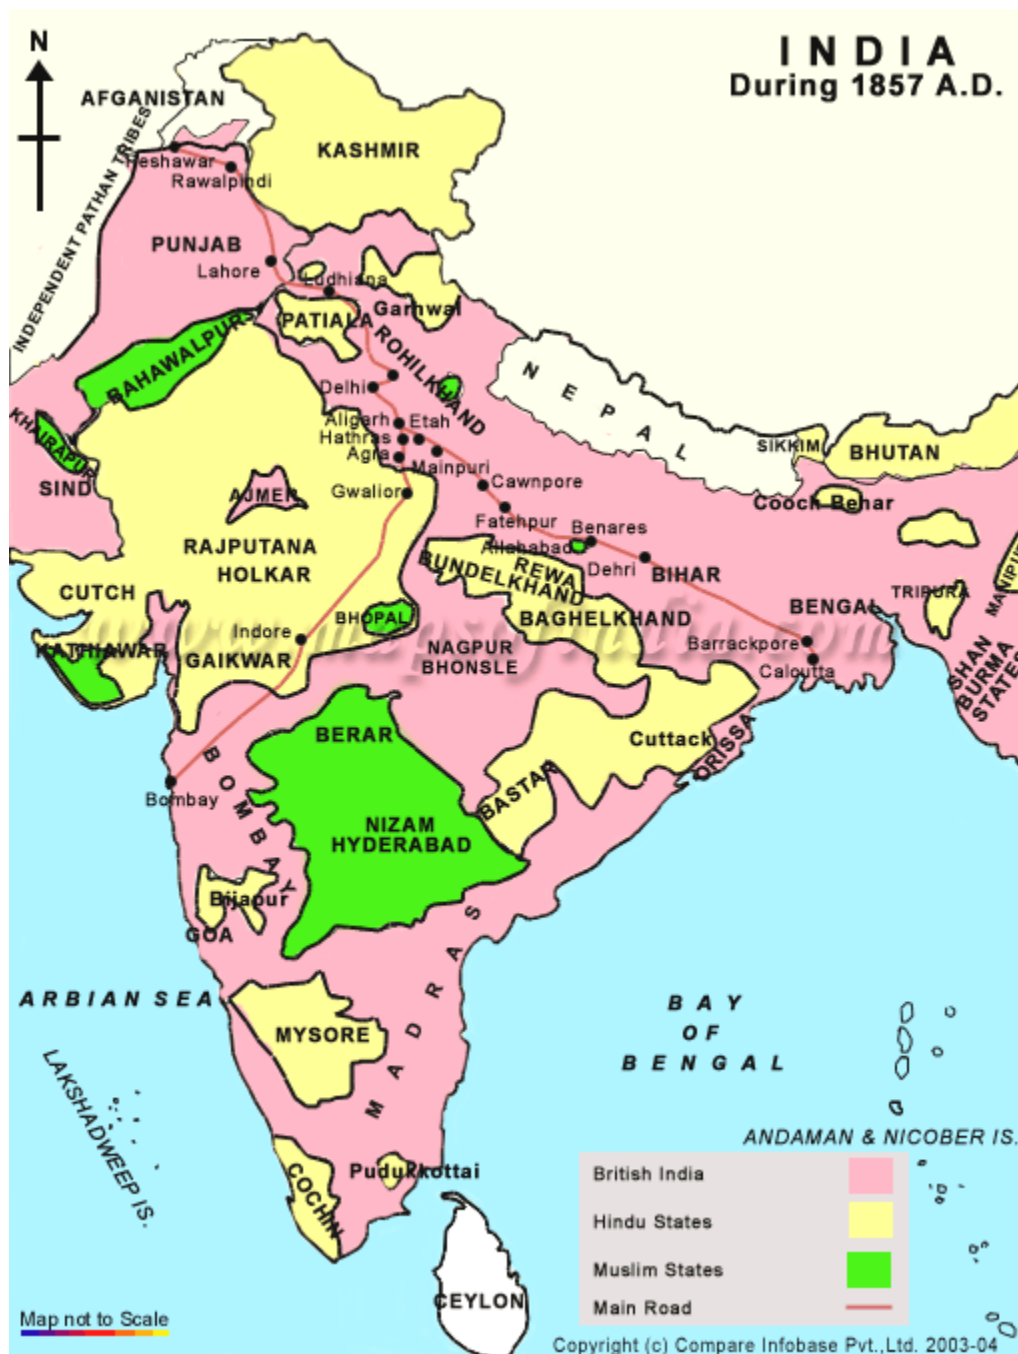 INDIA
During 1857 A.D.
N
AFGANISTAN
INDEPENDENT PATHAN TRIBES
KASHMIR
Peshawar
Rawalpindi
PUNJAB
Lahore
Ludhiana
Garhwal
PATIALA
BAHAWALPUR
ROHILKHAND
NEPAL
Delhi
Aligarh
Etah
Hathras
Agra
Mainpuri
KHAIRAPUR
SIND
AJMER
Gwalior
Cawnpore
SIKKIM
BHUTAN
Cooch Behar
Fatehpur
Benares
Allahabad
Dehri
BIHAR
RAJPUTANA
HOLKAR
REWA
BUNDELKHAND
CUTCH
BAGHELKHAND
BENGAL
TRIPURA
MANIPUR
BHOPAL
www.mapsofindia.com
Indore
KATHIAWAR
GAIKWAR
NAGPUR
BHONSLE
Barrackpore
Calcutta
SHAN
BURMA
STATES
BERAR
Cuttack
ORISSA
BASTAR
Bombay
BOMBAY
NIZAM
HYDERABAD
Bijapur
GOA
MADRAS
ARBIAN SEA
BAY
OF
BENGAL
MYSORE
LAKSHADWEEP IS.
ANDAMAN & NICOBER IS.
COCHIN
Pudukkottai
CEYLON
British India
Hindu States
Muslim States
Main Road
Map not to Scale
Copyright (c) Compare Infobase Pvt.,Ltd. 2003-04